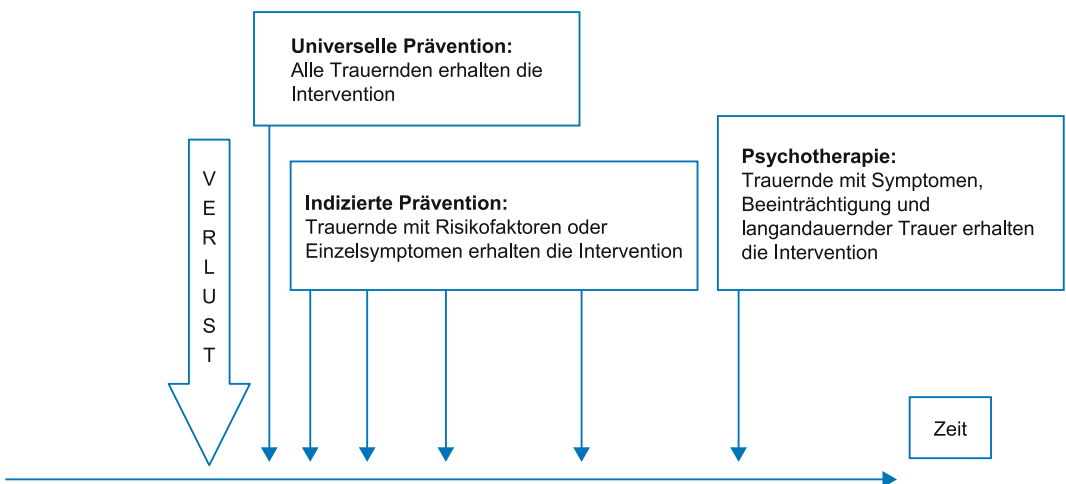 Universelle Prävention:
Alle Trauernden erhalten die
Intervention
V
E
R
L
U
S
T
Indizierte Prävention:
Trauernde mit Risikofaktoren oder
Einzelsymptomen erhalten die Intervention
Psychotherapie:
Trauernde mit Symptomen,
Beeinträchtigung und
langandauernder Trauer erhalten
die Intervention
Zeit